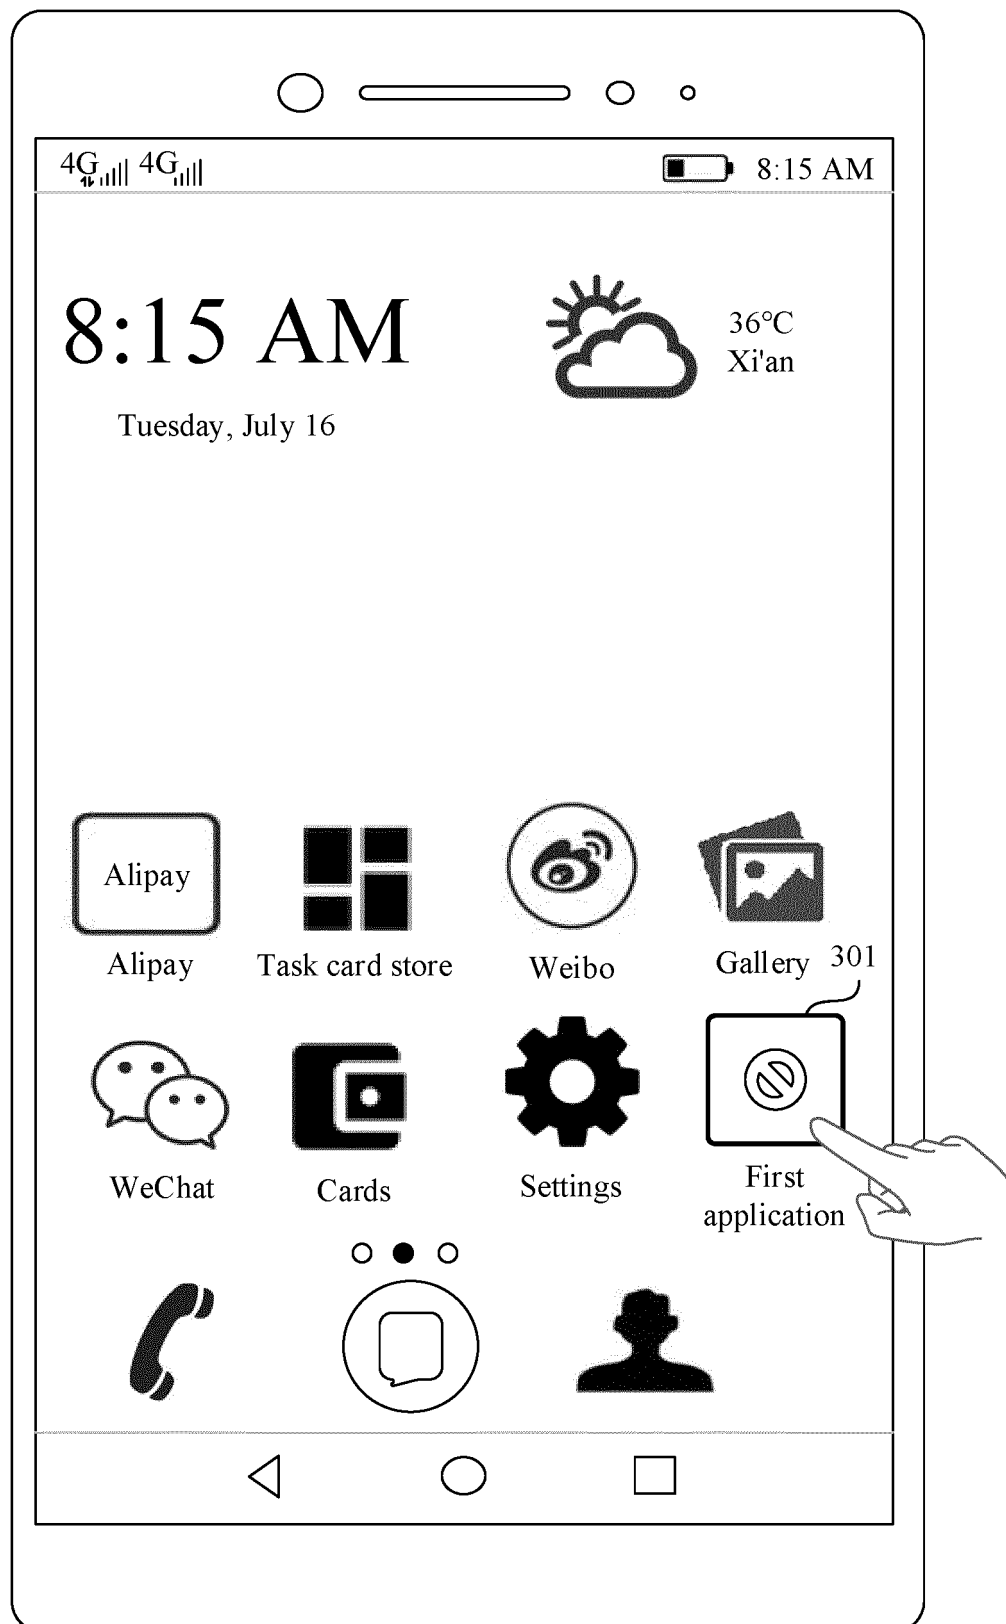 4G 4G 8:15 AM
8:15 AM
36℃
Xi'an
Tuesday, July 16
Alipay
Alipay
Task card store
Weibo
Gallery
301
WeChat
Cards
Settings
First
application